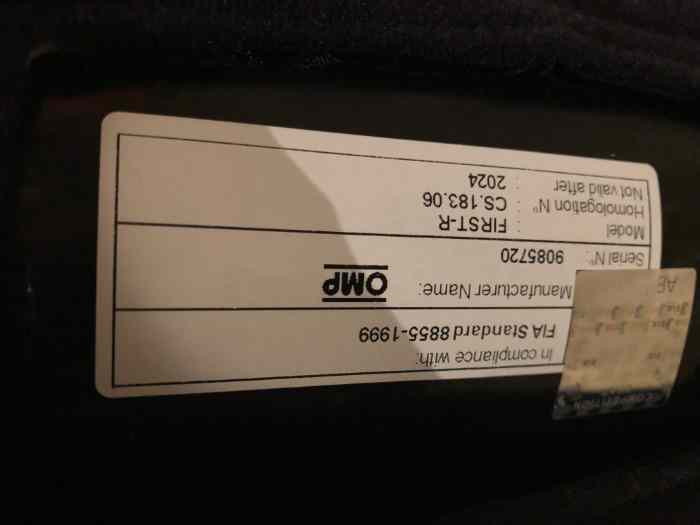 In compliance with:
FIA Standard 8855-1999
Manufacturer Name: OMP
Serial N°: 9085720
Model : FIRST-R
Homologation N° : CS.183.06
Not valid after : 2024